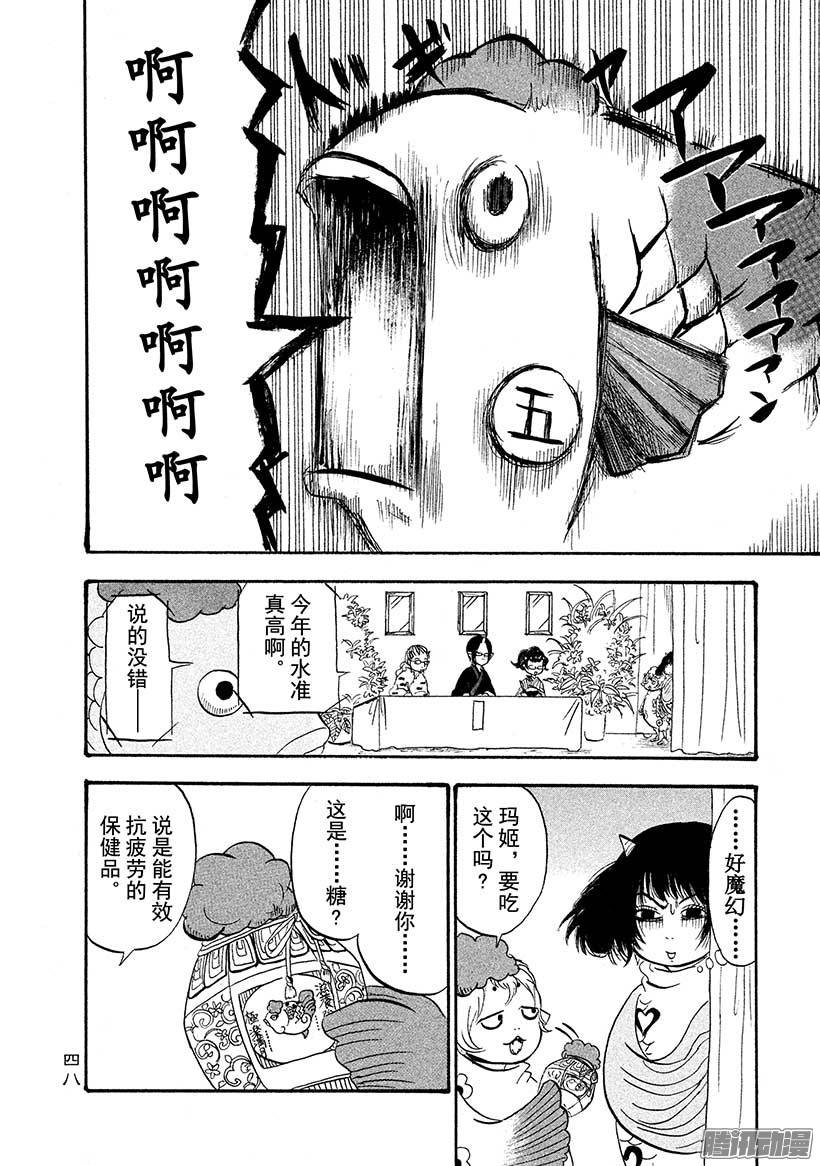 ギャアアアアアアン
啊啊啊啊啊啊啊
五
今年的水准
真高啊。
说的没错——
……好魔幻……
玛姬，要吃
这个吗？
啊……谢谢你……
这是……糖？
说是能有效
抗疲劳的
保健品。
四八
腾讯动漫